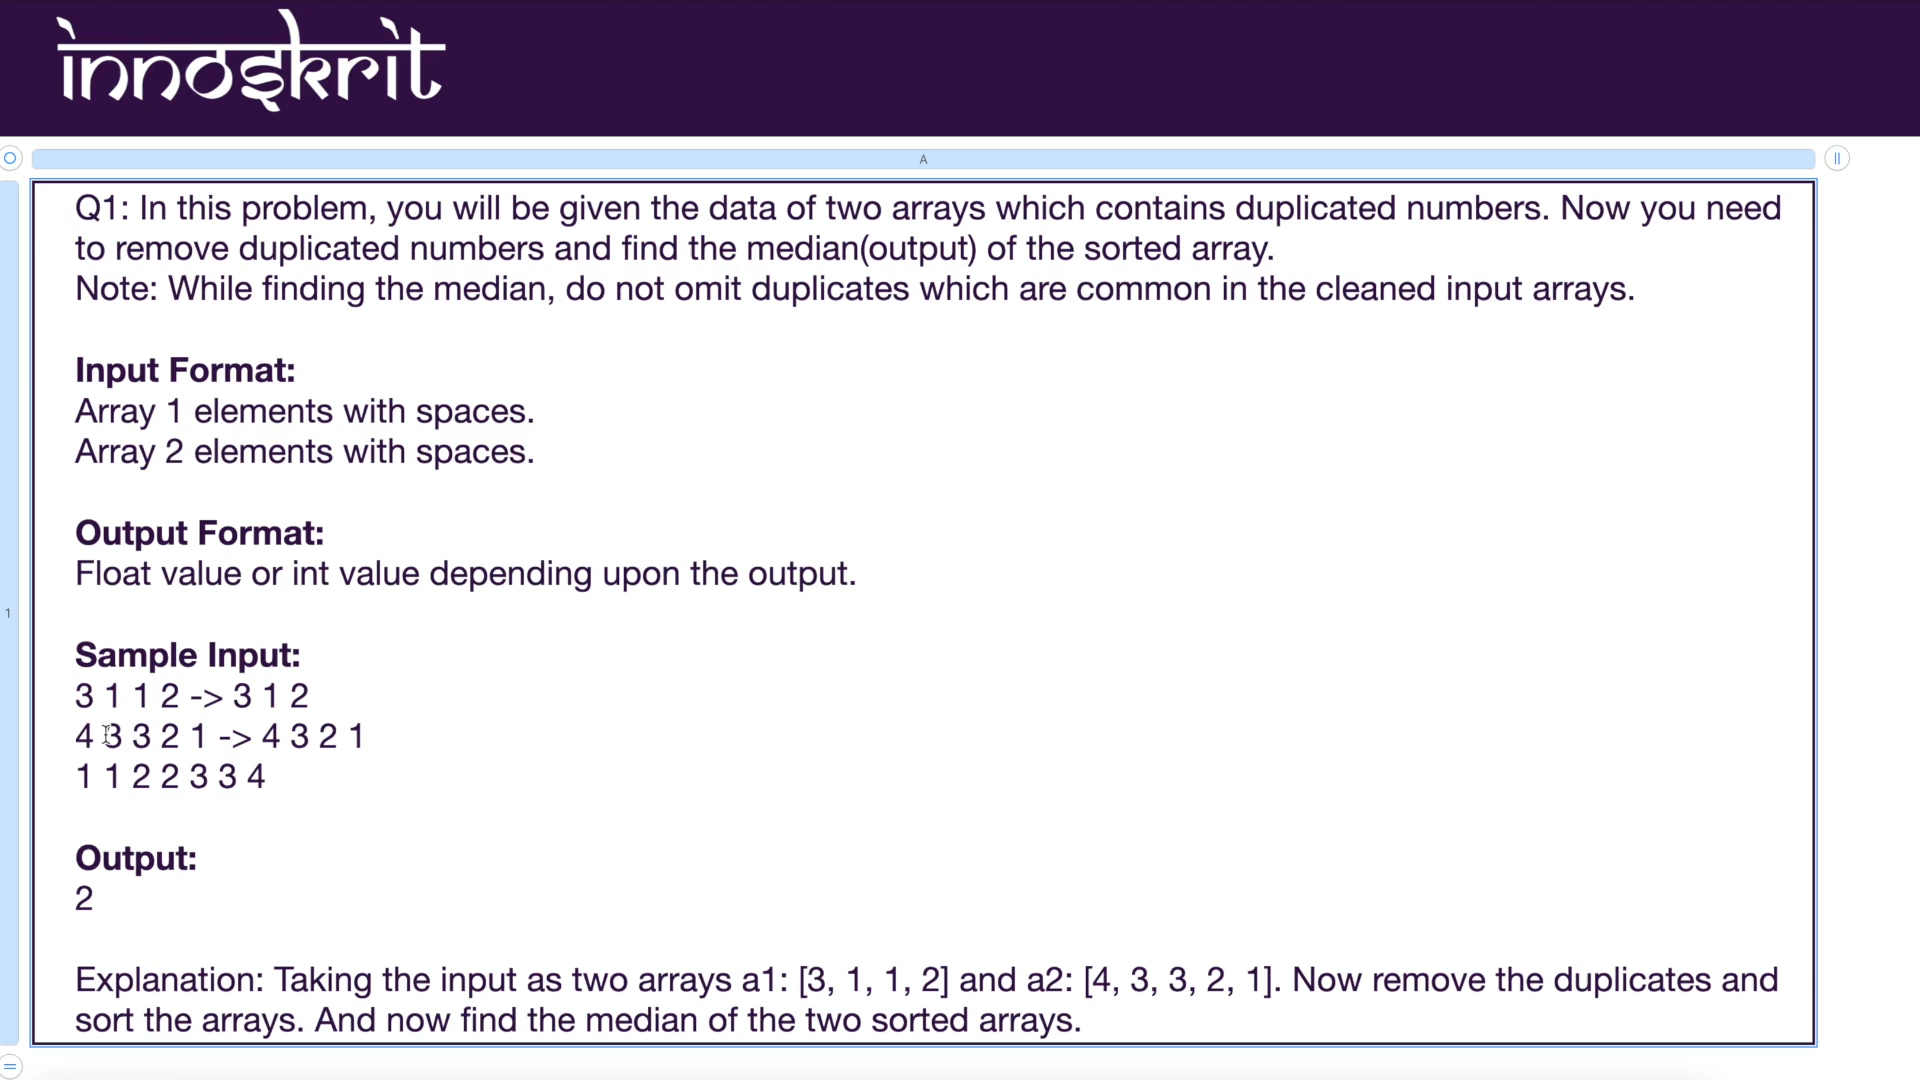 innoskrit
A
Q1: In this problem, you will be given the data of two arrays which contains duplicated numbers. Now you need
to remove duplicated numbers and find the median(output) of the sorted array.
Note: While finding the median, do not omit duplicates which are common in the cleaned input arrays.
Input Format:
Array 1 elements with spaces.
Array 2 elements with spaces.
Output Format:
Float value or int value depending upon the output.
1
Sample Input:
3 1 1 2 -> 3 1 2
4 3 3 2 1 -> 4 3 2 1
1 1 2 2 3 3 4
Output:
2
Explanation: Taking the input as two arrays a1: [3, 1, 1, 2] and a2: [4, 3, 3, 2, 1]. Now remove the duplicates and
sort the arrays. And now find the median of the two sorted arrays.